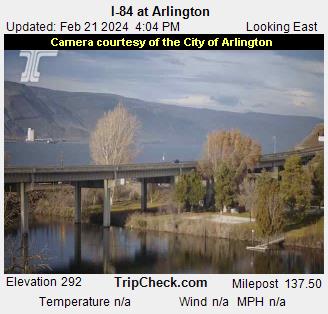 I-84 at Arlington
Updated: Feb 21 2024 4:04 PM Looking East
Camera courtesy of the City of Arlington
Elevation 292 TripCheck.com Milepost 137.50
Temperature n/a Wind n/a MPH n/a